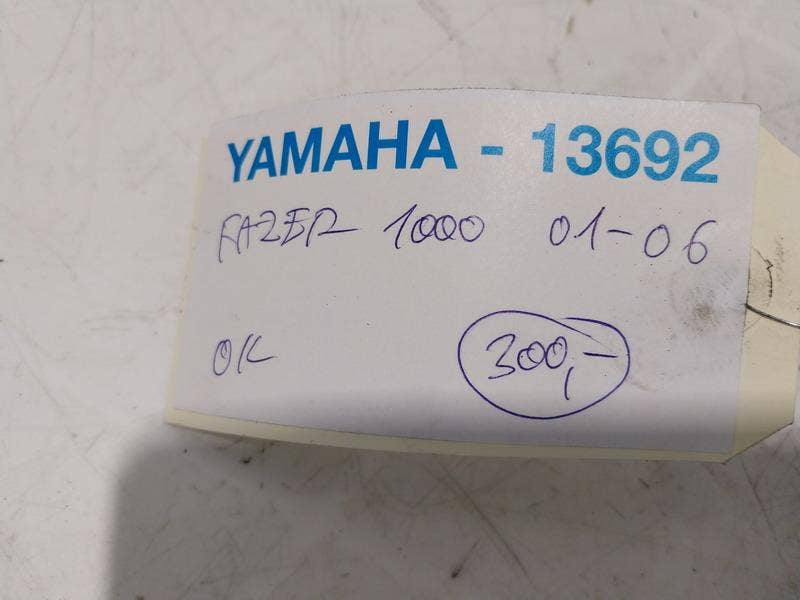 YAMAHA - 13692
FAZER 1000 01-06
OK 300,-